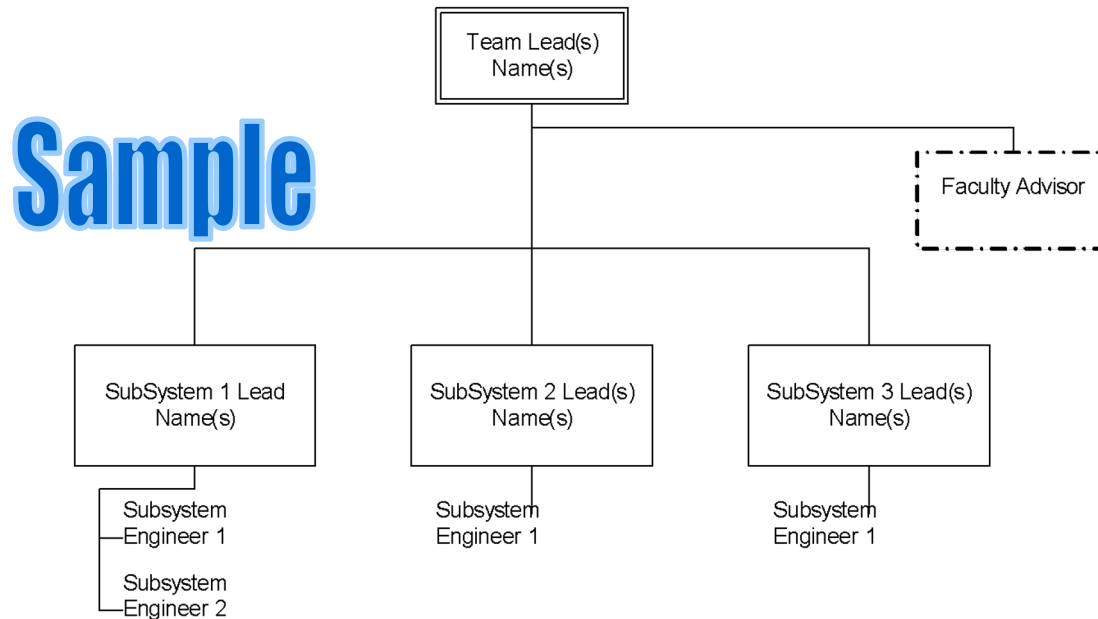 Team Lead(s)
Name(s)
Sample
Faculty Advisor
SubSystem 1 Lead
Name(s)
SubSystem 2 Lead(s)
Name(s)
SubSystem 3 Lead(s)
Name(s)
Subsystem
Engineer 1
Subsystem
Engineer 2
Subsystem
Engineer 1
Subsystem
Engineer 1